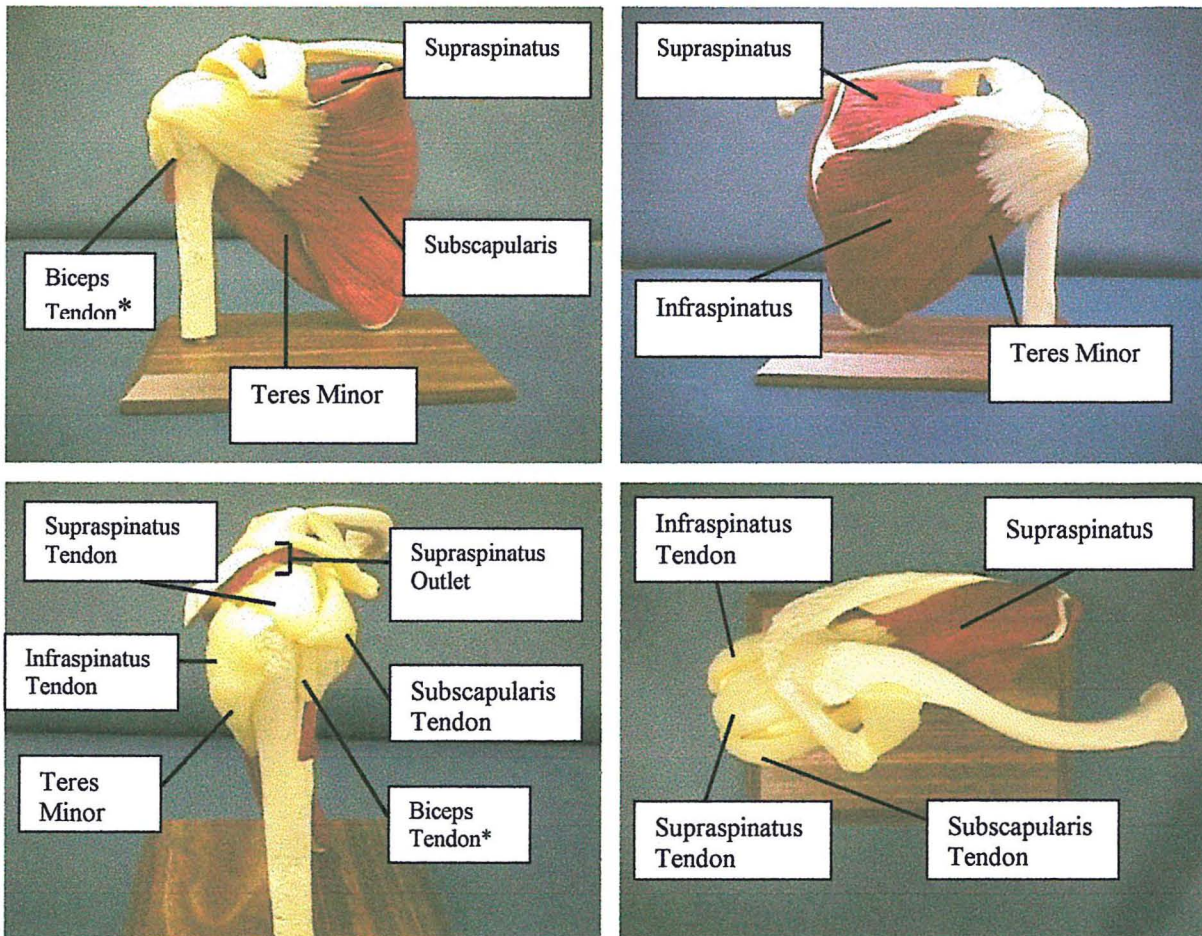 Supraspinatus
Subscapularis
Biceps
Tendon*
Teres Minor
Supraspinatus
Infraspinatus
Teres Minor
Supraspinatus
Tendon
Supraspinatus
Outlet
Infraspinatus
Tendon
Subscapularis
Tendon
Teres
Minor
Biceps
Tendon*
Infraspinatus
Tendon
Supraspinatus
Supraspinatus
Tendon
Subscapularis
Tendon